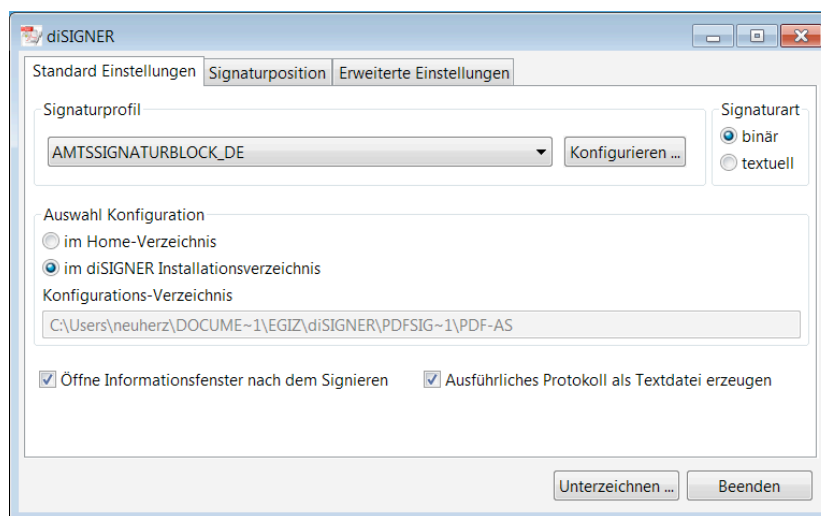 diSIGNER
Standard Einstellungen Signaturposition Erweiterte Einstellungen
Signaturprofil
AMTSSIGNATURBLOCK_DE
Konfigurieren ...
Signaturart
binär
textuell
Auswahl Konfiguration
im Home-Verzeichnis
im diSIGNER Installationsverzeichnis
Konfigurations-Verzeichnis
C:\Users\neuherz\DOCUME~1\EGIZ\diSIGNER\PDFSIG~1\PDF-AS
Öffne Informationsfenster nach dem Signieren
Ausführliches Protokoll als Textdatei erzeugen
Unterzeichnen ...
Beenden